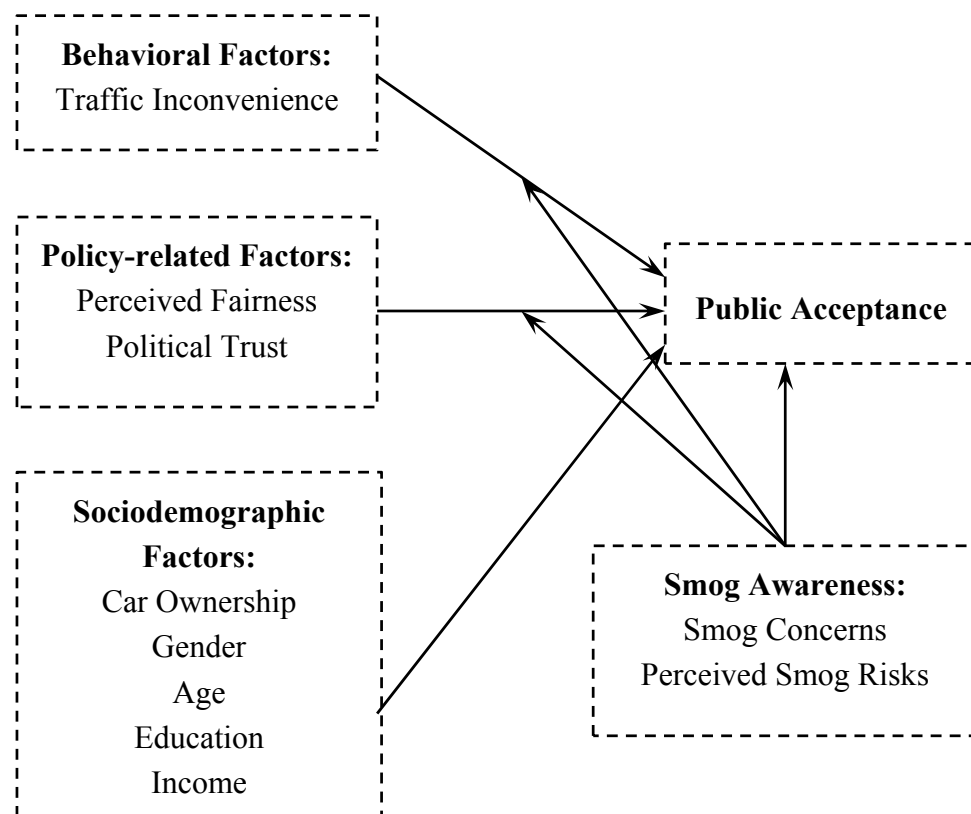 Behavioral Factors:
Traffic Inconvenience
Policy-related Factors:
Perceived Fairness
Political Trust
Public Acceptance
Sociodemographic
Factors:
Car Ownership
Gender
Age
Education
Income
Smog Awareness:
Smog Concerns
Perceived Smog Risks